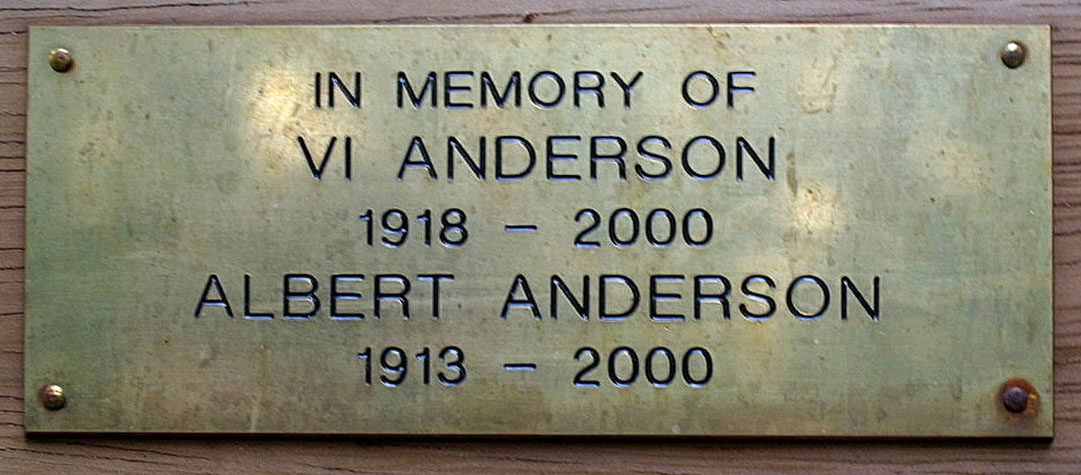 IN MEMORY OF
VI ANDERSON
1918 – 2000
ALBERT ANDERSON
1913 – 2000